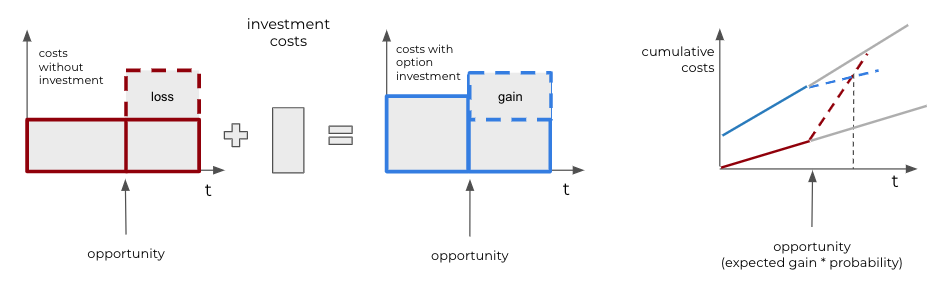 costs
without
investment
loss
t
opportunity
investment
costs
costs with
option
investment
gain
t
opportunity
cumulative
costs
t
opportunity
(expected gain * probability)